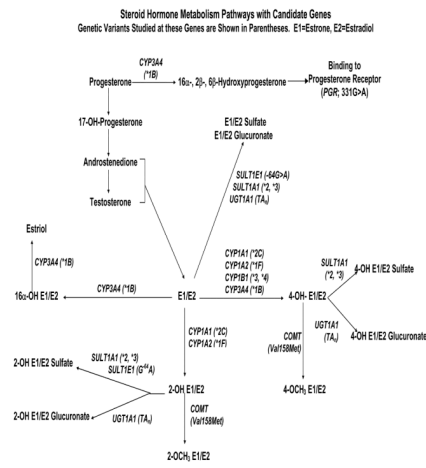 Steroid Hormone Metabolism Pathways with Candidate Genes
Genetic Variants Studied at these Genes are Shown in Parentheses. E1=Estrone, E2=Estradiol
CYP3A4
(*1B)
Progesterone
16α-, 2β-, 6β-Hydroxyprogesterone
Binding to
Progesterone Receptor
(PGR; 331G>A)
17-OH-Progesterone
E1/E2 Sulfate
E1/E2 Glucuronate
Androstenedione
Testosterone
SULT1E1 (-64G>A)
SULT1A1 (*2, *3)
UGT1A1 (TAn)
Estriol
CYP3A4 (*1B)
CYP1A1 (*2C)
CYP1A2 (*1F)
CYP1B1 (*3, *4)
CYP3A4 (*1B)
SULT1A1
(*2, *3)
4-OH E1/E2 Sulfate
16α-OH E1/E2
CYP3A4 (*1B)
E1/E2
4-OH- E1/E2
UGT1A1
(TAn)
4-OH E1/E2 Glucuronate
CYP1A1 (*2C)
CYP1A2 (*1F)
COMT
(Val158Met)
2-OH E1/E2 Sulfate
SULT1A1 (*2, *3)
SULT1E1 (G-64A)
2-OH E1/E2
4-OCH3 E1/E2
2-OH E1/E2 Glucuronate
UGT1A1 (TAn)
COMT
(Val158Met)
2-OCH3 E1/E2